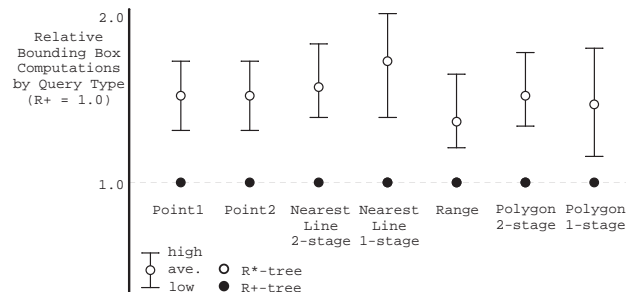 2.0
Relative
Bounding Box
Computations
by Query Type
(R+ = 1.0)
1.0
Point1 Point2 Nearest Line 2-stage Nearest Line 1-stage Range Polygon 2-stage Polygon 1-stage
high
ave.
low
R*-tree
R+-tree